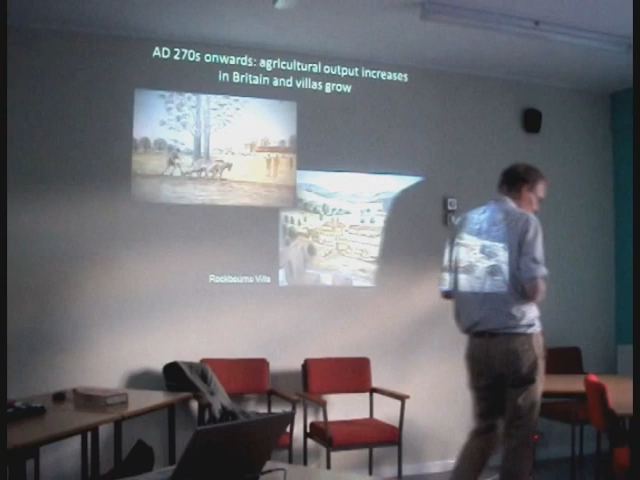 AD 270s onwards: agricultural output increases
in Britain and villas grow
Rockbourne Villa